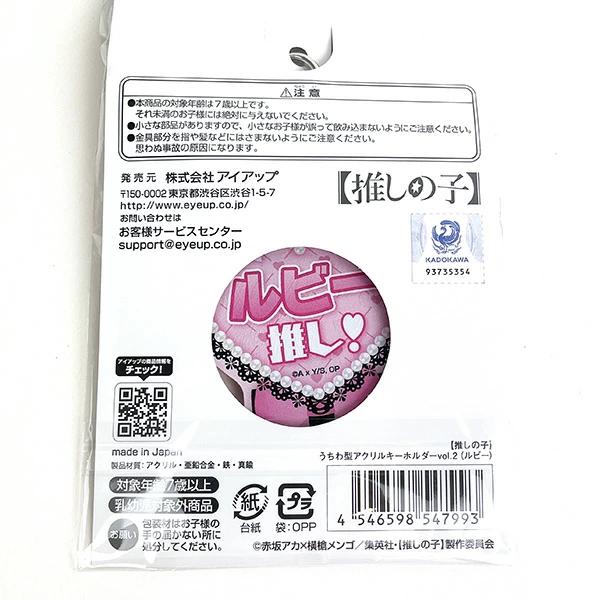 ⚠注意
●本商品の対象年齢は7歳以上です。
それ未満のお子様には絶対に与えないでください。
●小さな部品がありますので、小さなお子様が誤って飲み込まないようにご注意ください。
●金具部分を指や髪などにはさまないようにご注意ください。
思わぬ事故の原因になります。
発売元 株式会社 アイアップ
〒150-0002 東京都渋谷区渋谷1-5-7
http://www.eyeup.co.jp/
お問い合わせは
お客様サービスセンター
support@eyeup.co.jp
【推しの子】
KADOKAWA
93735354
ルビー
推し!
©A x Y/S, OP
アイアップの商品情報を
チェック!
made in Japan
製品材質:アクリル・亜鉛合金・鉄・真鍮
対象年齢7歳以上
乳幼児対象外商品
お願い
包装材はお子様の
手の届かない所に
処分してください。
紙
台紙
プラ
袋:OPP
【推しの子】
うちわ型アクリルキーホルダーvol.2 (ルビー)
4 546598 547993
©赤坂アカ×横槍メンゴ/集英社・【推しの子】製作委員会